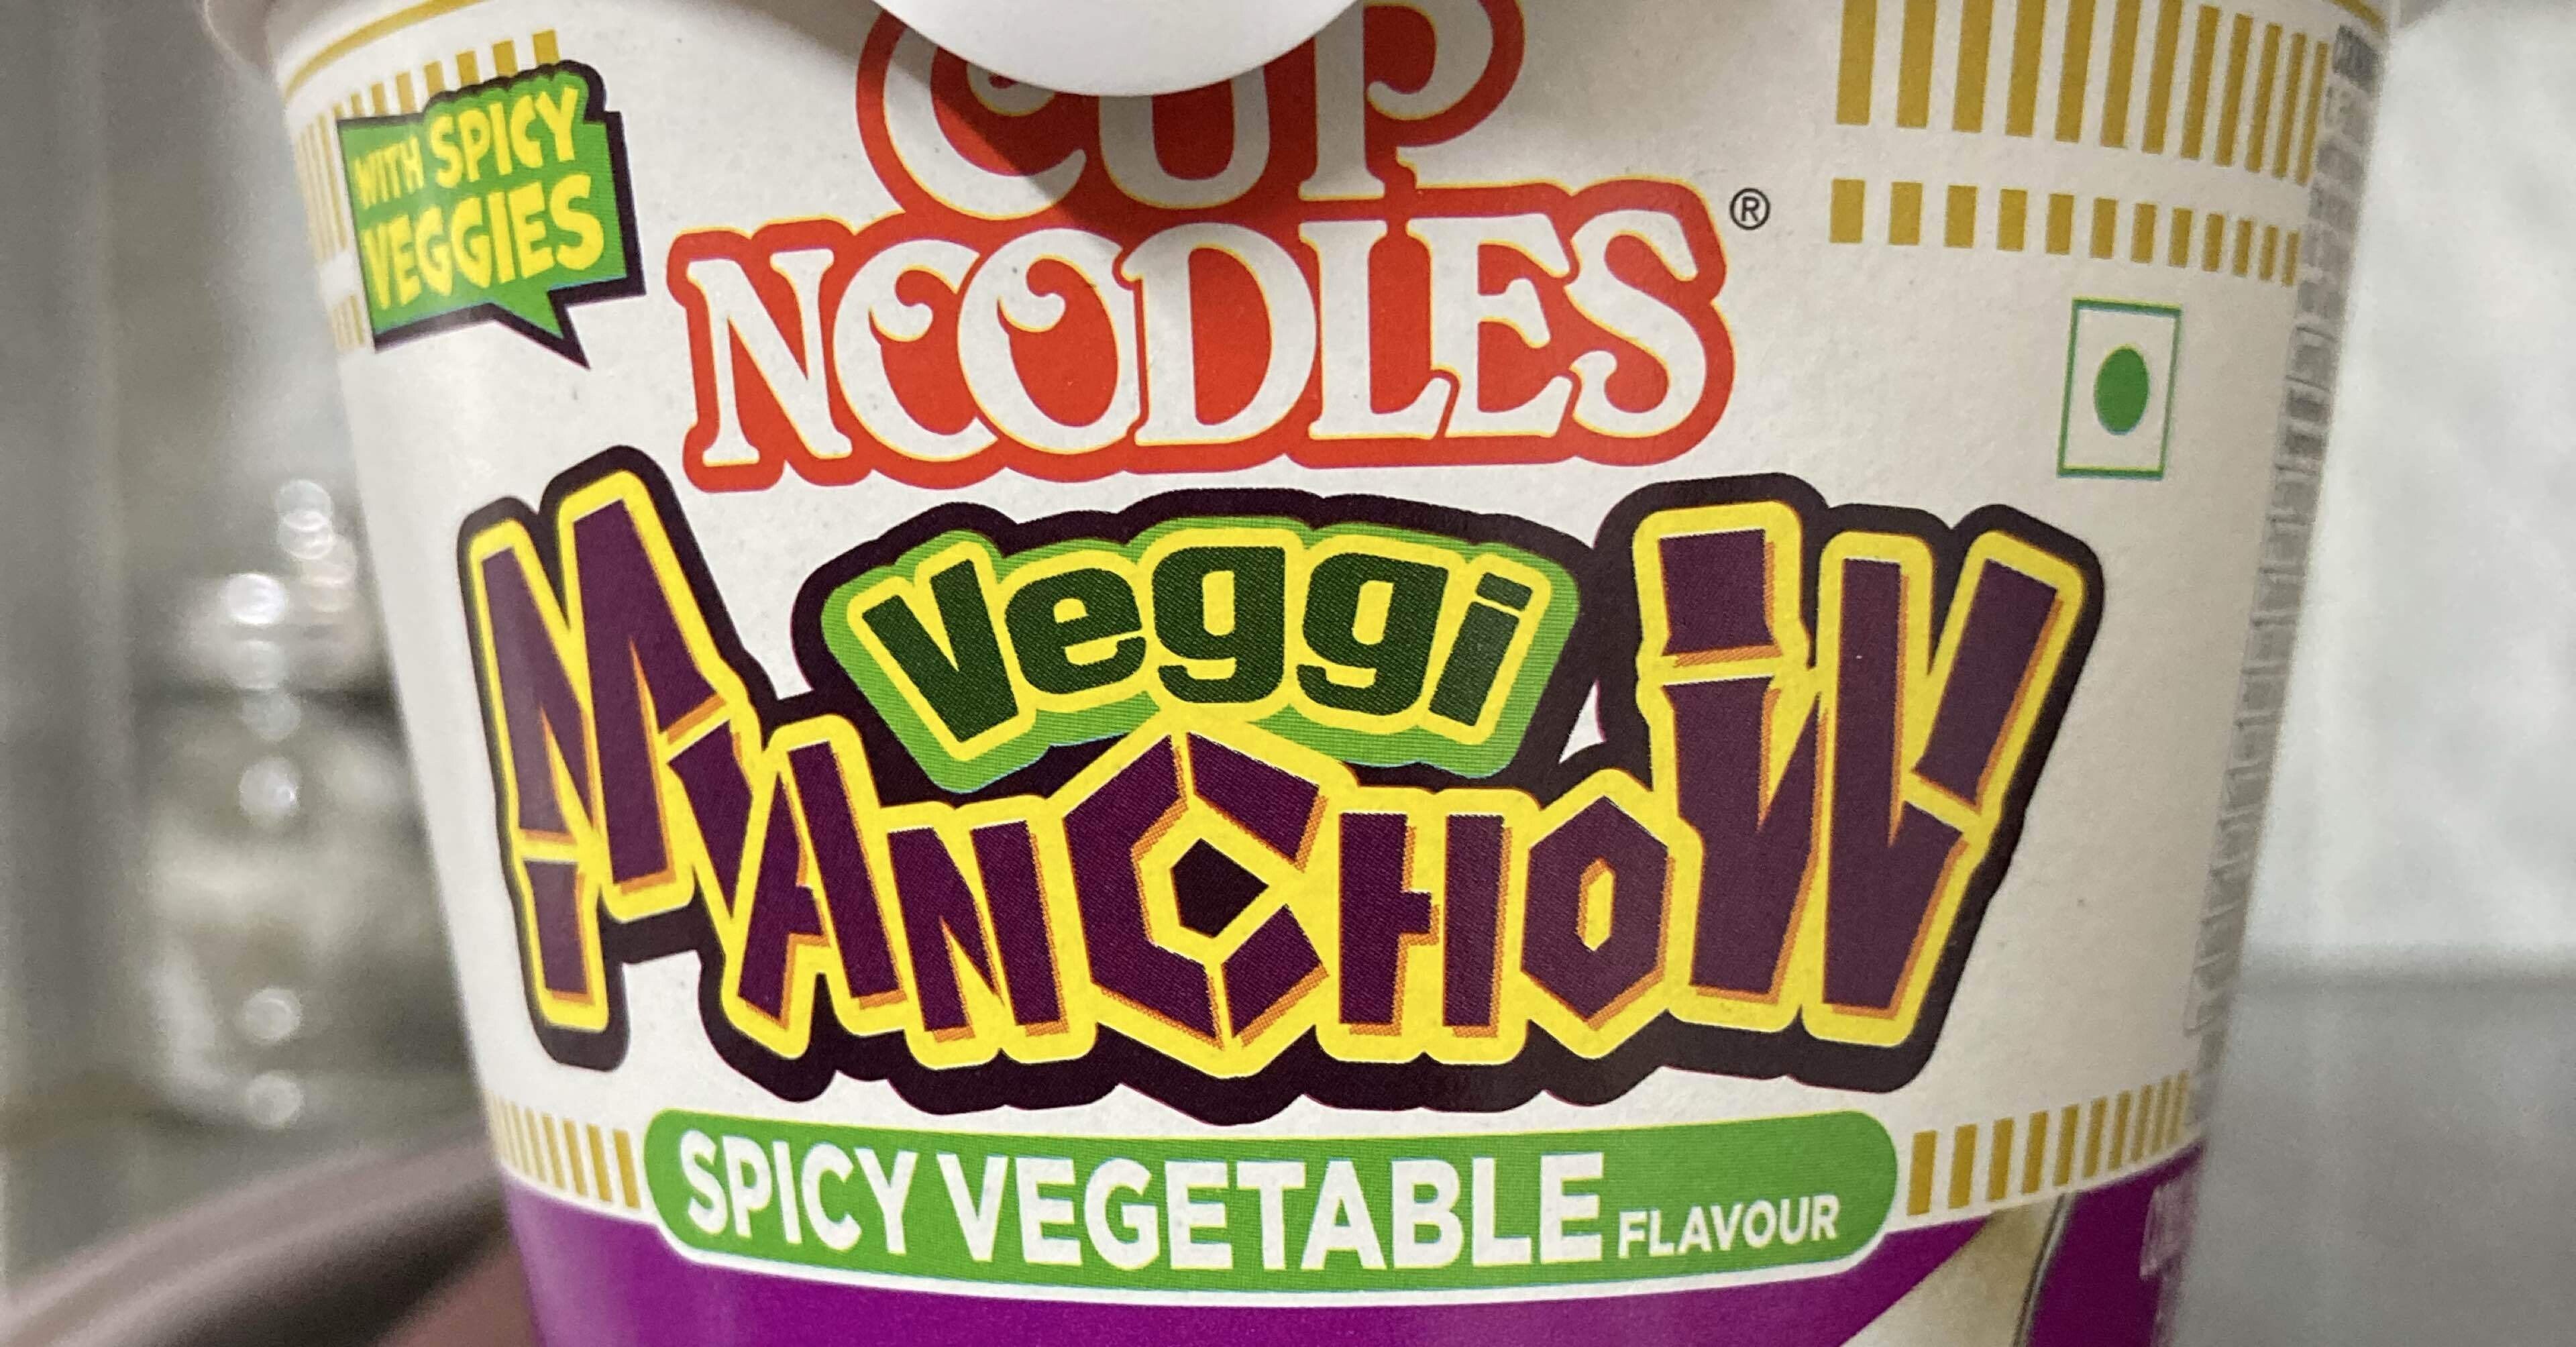 WITH SPICY
VEGGIES
CUP
NOODLES®
Veggi
MANCHOW
SPICY VEGETABLE FLAVOUR